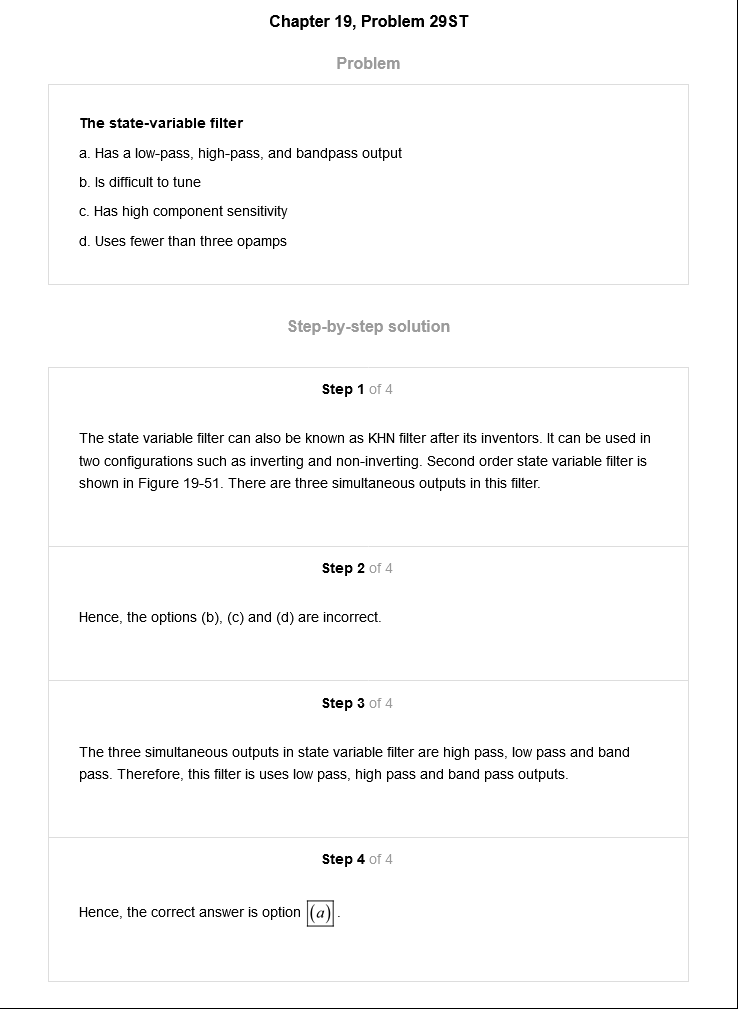 Chapter 19, Problem 29ST
Problem
The state-variable filter
a. Has a low-pass, high-pass, and bandpass output
b. Is difficult to tune
c. Has high component sensitivity
d. Uses fewer than three opamps
Step-by-step solution
Step 1 of 4
The state variable filter can also be known as KHN filter after its inventors. It can be used in
two configurations such as inverting and non-inverting. Second order state variable filter is
shown in Figure 19-51. There are three simultaneous outputs in this filter.
Step 2 of 4
Hence, the options (b), (c) and (d) are incorrect.
Step 3 of 4
The three simultaneous outputs in state variable filter are high pass, low pass and band
pass. Therefore, this filter is uses low pass, high pass and band pass outputs.
Step 4 of 4
Hence, the correct answer is option (a).